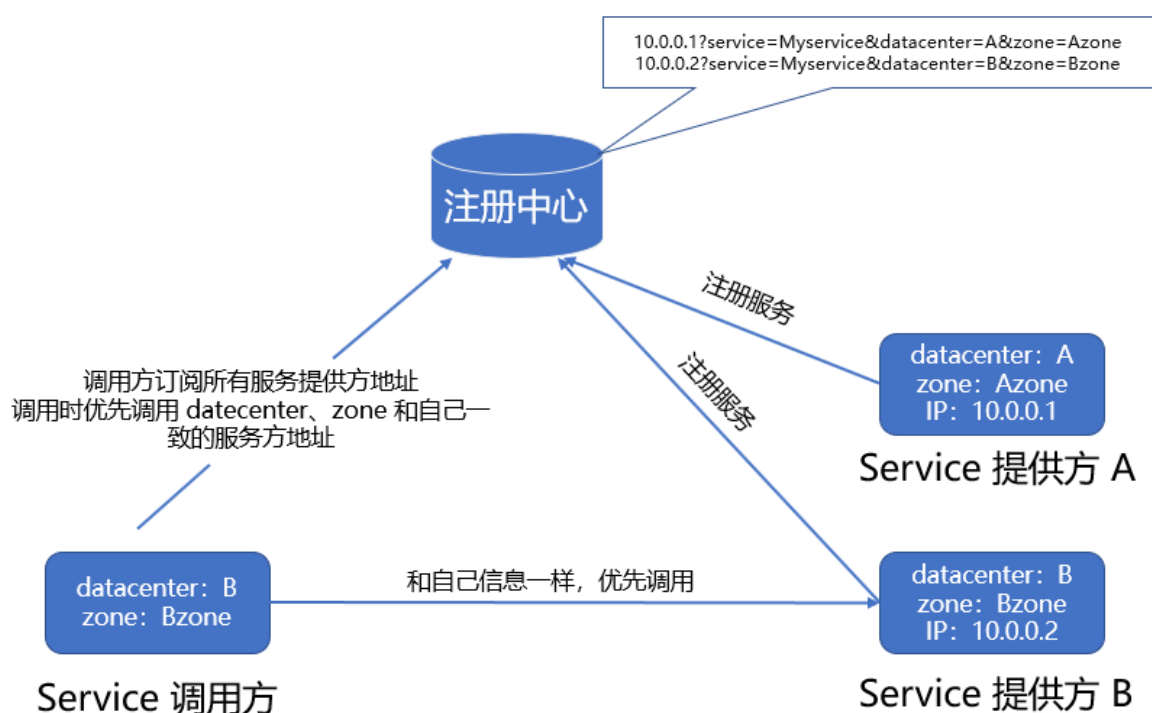 10.0.0.1?service=Myservice&datacenter=A&zone=Azone
10.0.0.2?service=Myservice&datacenter=B&zone=Bzone
注册中心
注册服务
注册服务
datacenter：A
zone：Azone
IP：10.0.0.1
Service 提供方 A
调用方订阅所有服务提供方地址
调用时优先调用 datecenter、zone 和自己一
致的服务方地址
datacenter：B
zone：Bzone
Service 调用方
和自己信息一样，优先调用
datacenter：B
zone：Bzone
IP：10.0.0.2
Service 提供方 B